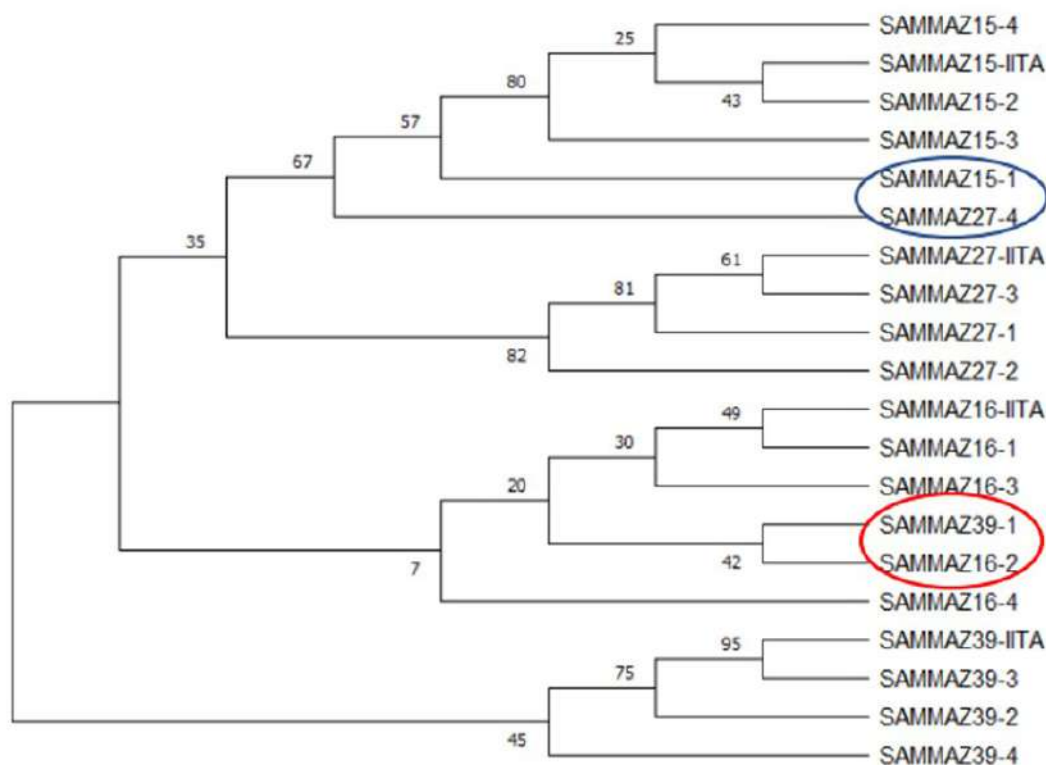 SAMMAZ15-4
25
SAMMAZ15-IITA
80
43
SAMMAZ15-2
57
SAMMAZ15-3
67
SAMMAZ15-1
SAMMAZ27-4
35
SAMMAZ27-IITA
61
SAMMAZ27-3
81
SAMMAZ27-1
82
SAMMAZ27-2
SAMMAZ16-IITA
49
SAMMAZ16-1
30
SAMMAZ16-3
20
SAMMAZ39-1
42
SAMMAZ16-2
7
SAMMAZ16-4
SAMMAZ39-IITA
95
SAMMAZ39-3
75
SAMMAZ39-2
45
SAMMAZ39-4